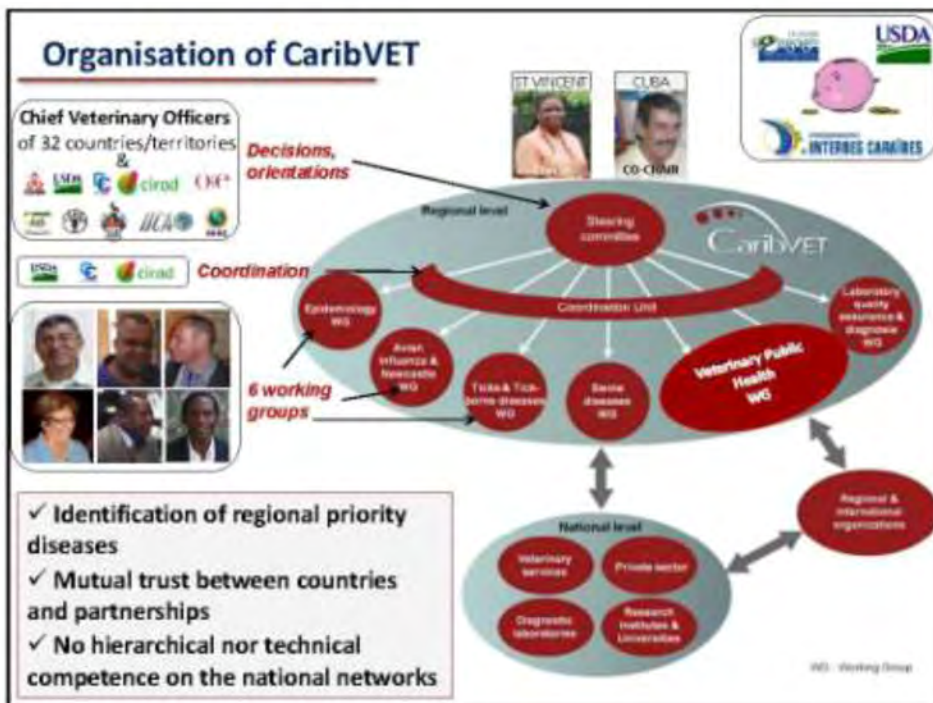 Organisation of CaribVET
USDA
INTERREG CARAÏBES
ST VINCENT
CUBA
CO-CHAIR
Chief Veterinary Officers
of 32 countries/territories
&
USDA
cirad
IICA
Decisions,
orientations
Regional level
Steering
committee
CaribVET
USDA
cirad
Coordination
Coordination Unit
Epidemiology
WG
Avian
influenza &
Newcastle
WG
Ticks & Tick-
borne diseases
WG
Swine
diseases
WG
Veterinary Public
Health
WG
Laboratory
quality
assurance &
diagnosis
WG
6 working
groups
Regional &
international
organizations
National level
Veterinary
services
Private sector
Diagnostic
laboratories
Research
Institutes &
Universities
✓ Identification of regional priority
diseases
✓ Mutual trust between countries
and partnerships
✓ No hierarchical nor technical
competence on the national networks
WG : Working Group